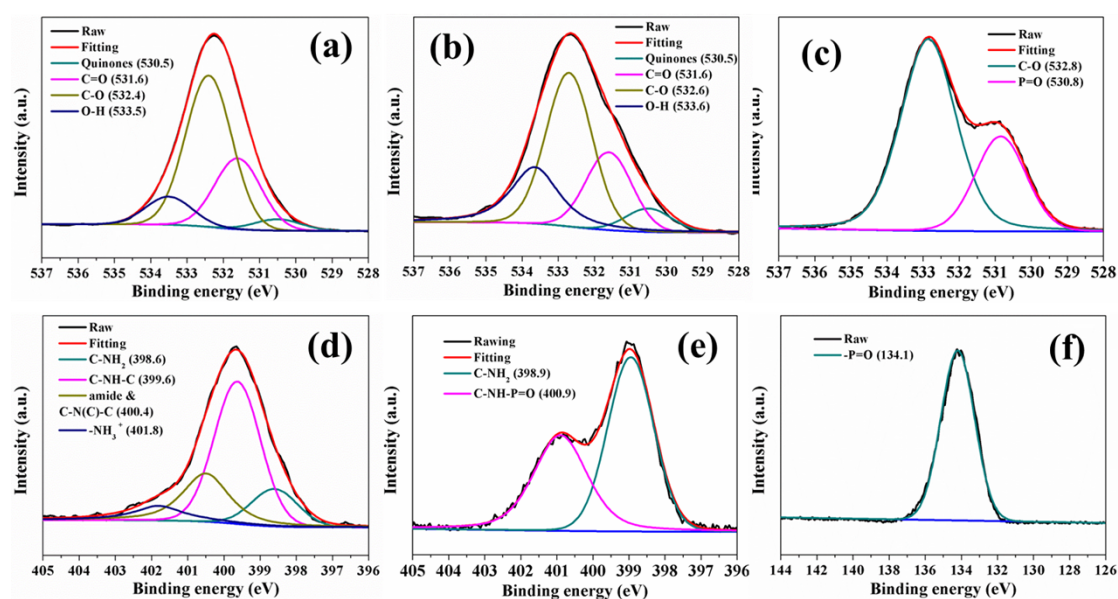 (a)
Raw
Fitting
Quinones (530.5)
C=O (531.6)
C-O (532.4)
O-H (533.5)
Intensity (a.u.)
537 536 535 534 533 532 531 530 529 528
Binding energy (eV)
(b)
Raw
Fitting
Quinones (530.5)
C=O (531.6)
C-O (532.6)
O-H (533.6)
Intensity (a.u.)
537 536 535 534 533 532 531 530 529 528
Binding energy (eV)
(c)
Raw
Fitting
C-O (532.8)
P=O (530.8)
Intensity (a.u.)
537 536 535 534 533 532 531 530 529 528
Binding energy (eV)
(d)
Raw
Fitting
C-NH₂ (398.6)
C-NH-C (399.6)
amide &
C-N(C)-C (400.4)
-NH₃⁺ (401.8)
Intensity (a.u.)
405 404 403 402 401 400 399 398 397 396
Binding energy (eV)
(e)
Rawing
Fitting
C-NH₂ (398.9)
C-NH-P=O (400.9)
Intensity (a.u.)
405 404 403 402 401 400 399 398 397 396
Binding energy (eV)
(f)
Raw
-P=O (134.1)
Intensity (a.u.)
144 142 140 138 136 134 132 130 128 126
Binding energy (eV)